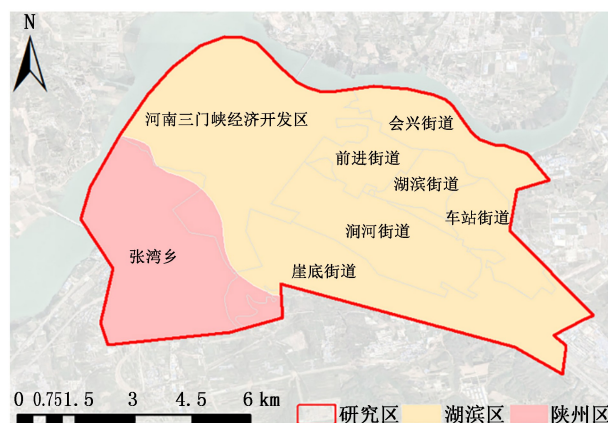 N
河南三门峡经济开发区
会兴街道
前进街道
湖滨街道
车站街道
涧河街道
张湾乡
崖底街道
0 0.75 1.5 3 4.5 6 km
研究区 湖滨区 陕州区